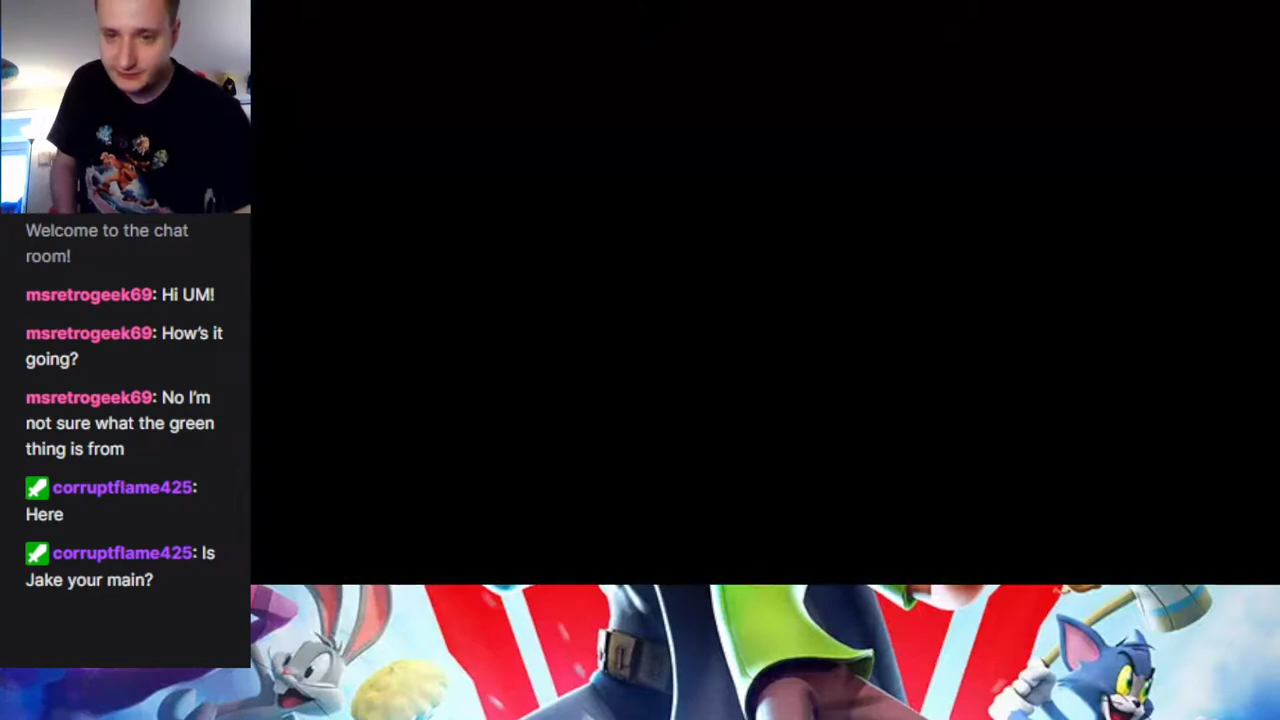 Welcome to the chat
room!
msretrogeek69: Hi UM!
msretrogeek69: How's it
going?
msretrogeek69: No I'm
not sure what the green
thing is from
corruptflame425:
Here
corruptflame425: Is
Jake your main?